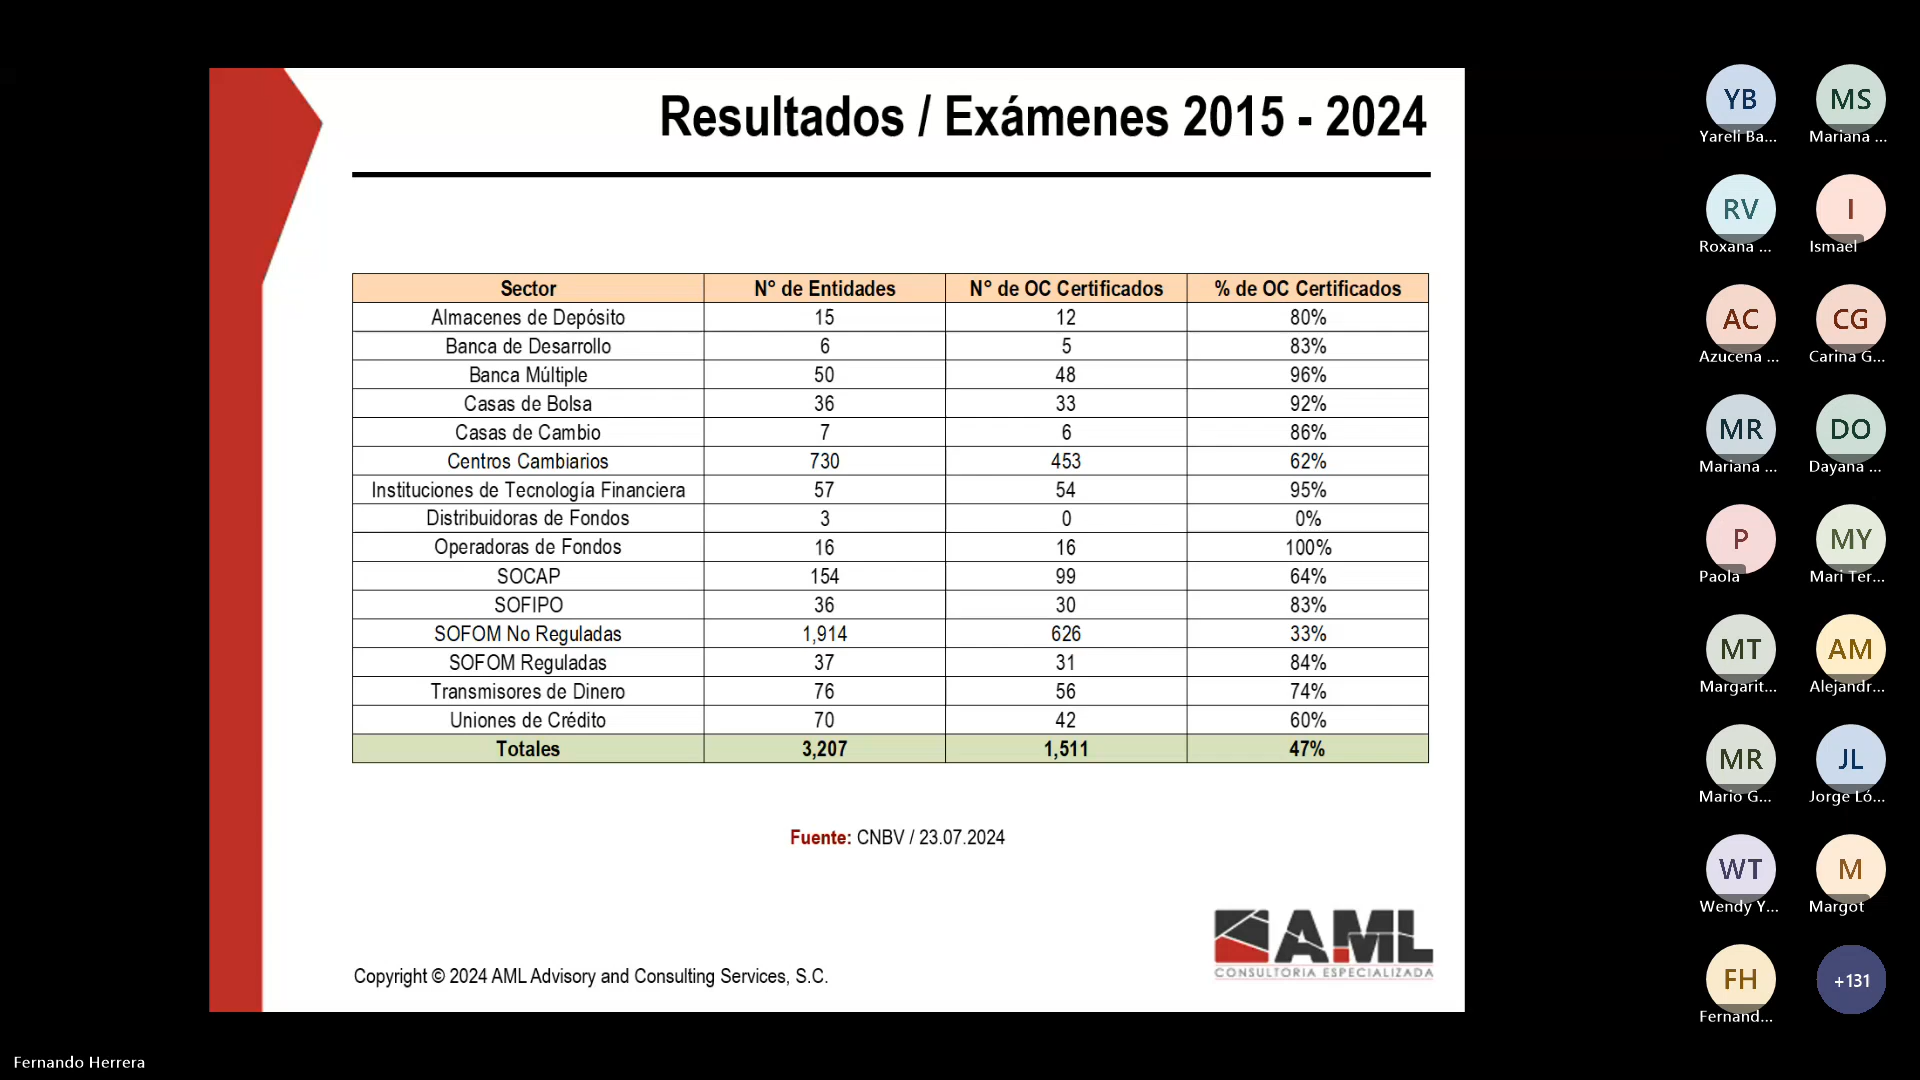 Resultados / Exámenes 2015 - 2024
Sector N° de Entidades N° de OC Certificados % de OC Certificados
Almacenes de Depósito 15 12 80%
Banca de Desarrollo 6 5 83%
Banca Múltiple 50 48 96%
Casas de Bolsa 36 33 92%
Casas de Cambio 7 6 86%
Centros Cambiarios 730 453 62%
Instituciones de Tecnología Financiera 57 54 95%
Distribuidoras de Fondos 3 0 0%
Operadoras de Fondos 16 16 100%
SOCAP 154 99 64%
SOFIPO 36 30 83%
SOFOM No Reguladas 1,914 626 33%
SOFOM Reguladas 37 31 84%
Transmisores de Dinero 76 56 74%
Uniones de Crédito 70 42 60%
Totales 3,207 1,511 47%
Fuente: CNBV / 23.07.2024
AML
CONSULTORIA ESPECIALIZADA
Copyright © 2024 AML Advisory and Consulting Services, S.C.
YB MS
Yareli Ba... Mariana ...
RV I
Roxana ... Ismael
AC CG
Azucena ... Carina G...
MR DO
Mariana ... Dayana ...
P MY
Paola Mari Ter...
MT AM
Margarit... Alejandr...
MR JL
Mario G... Jorge Ló...
WT M
Wendy Y... Margot
FH +131
Fernand...
Fernando Herrera